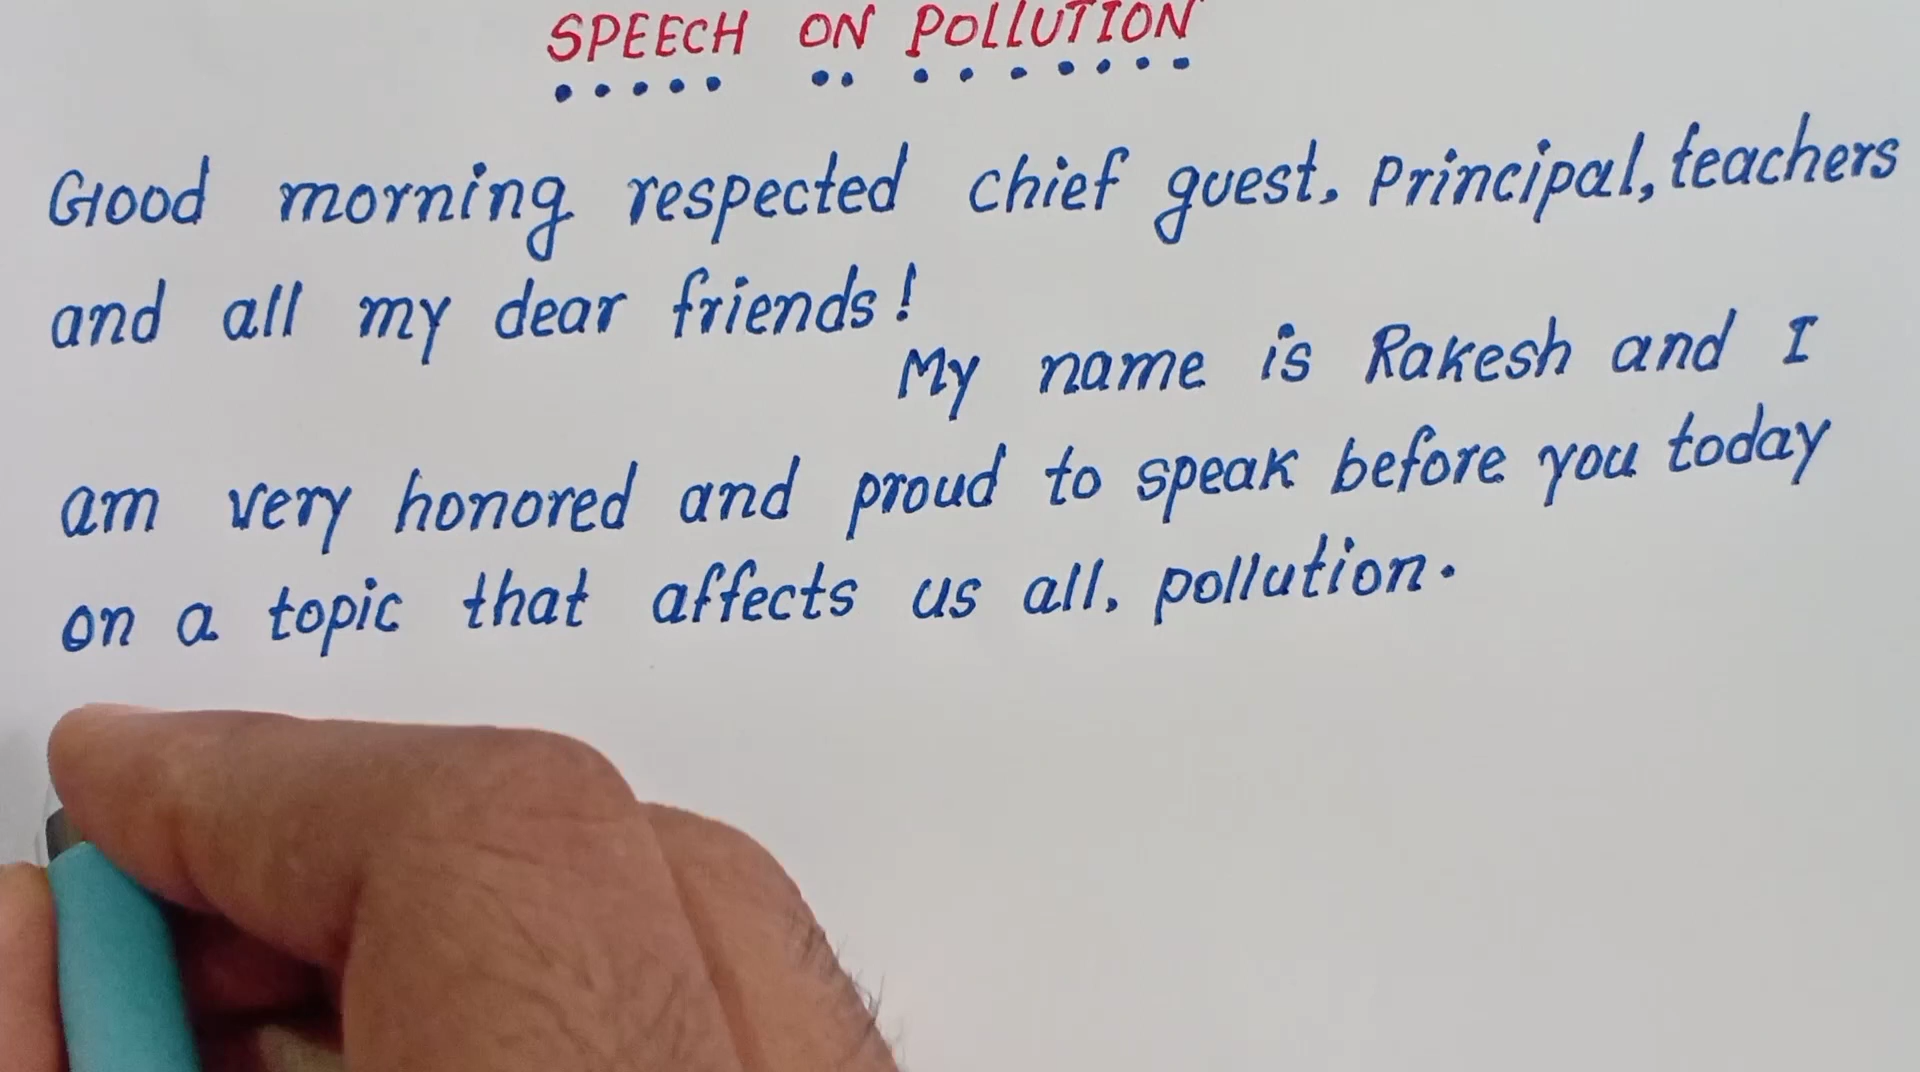 SPEECH ON POLLUTION
Good morning respected chief guest, Principal, teachers
and all my dear friends!
My name is Rakesh and I
am very honored and proud to speak before you today
on a topic that affects us all, pollution.